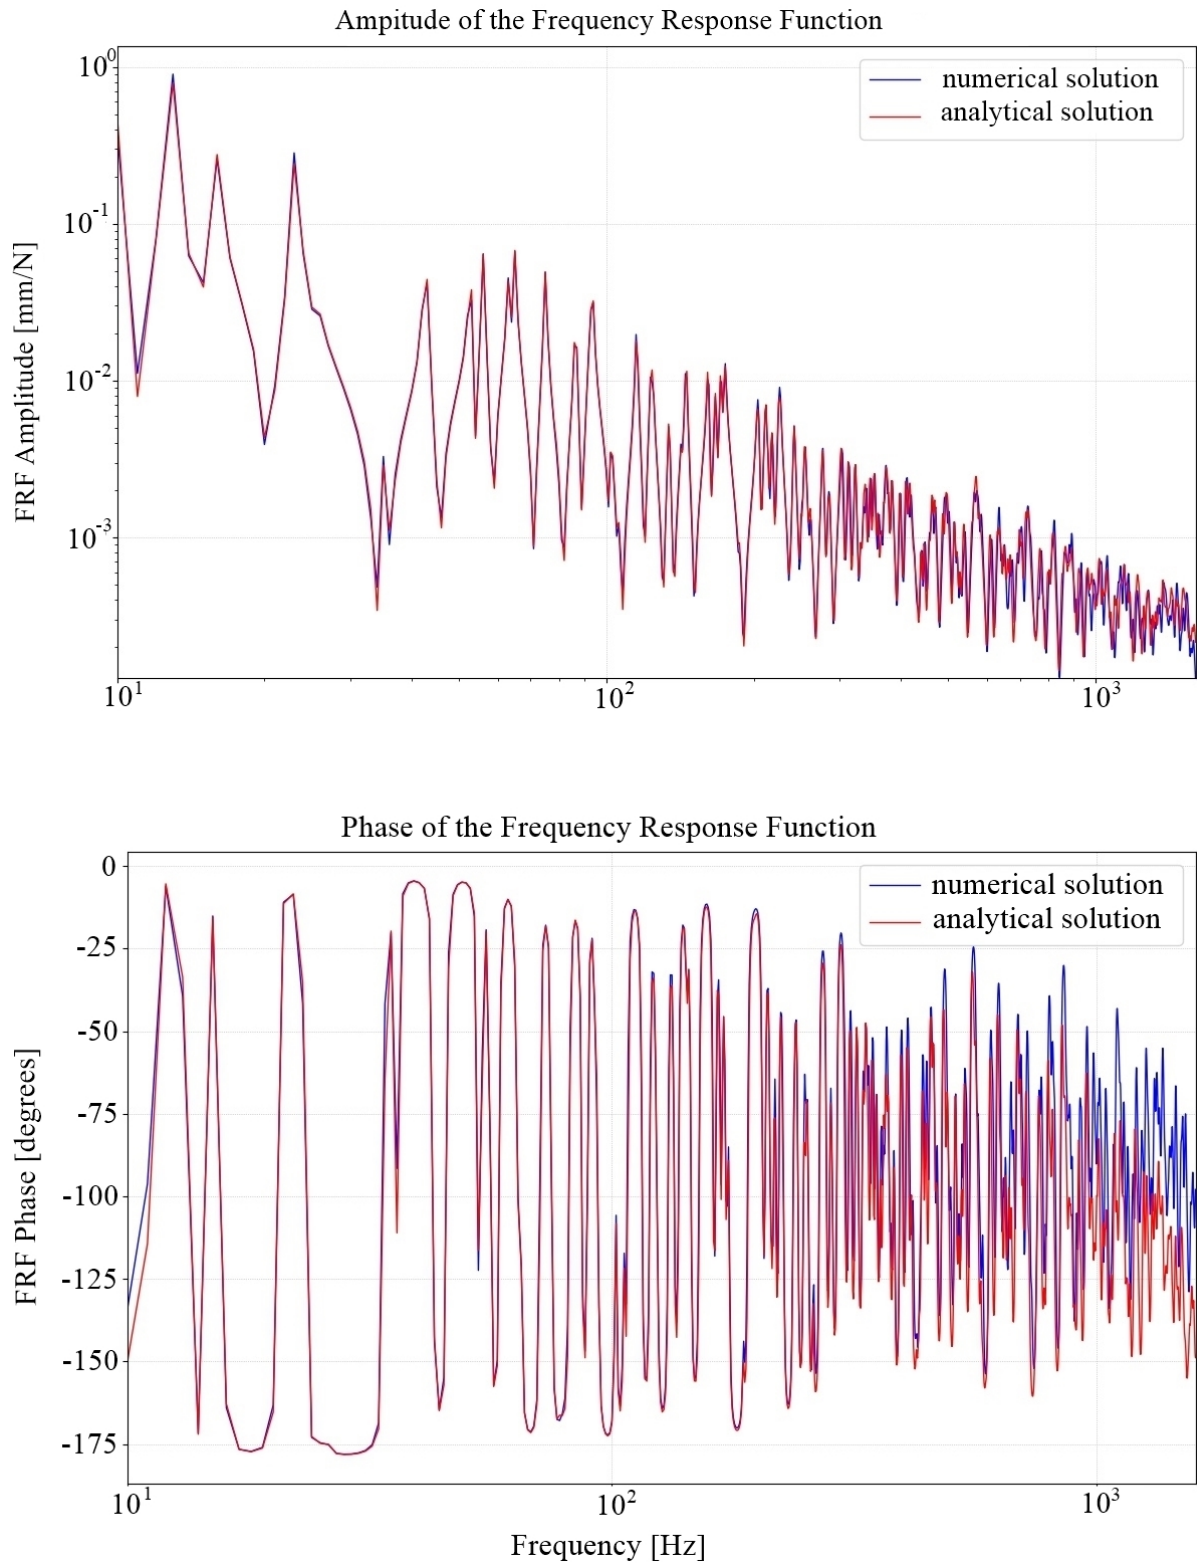 Ampitude of the Frequency Response Function
10^0
10^-1
10^-2
10^-3
FRF Amplitude [mm/N]
numerical solution
analytical solution
10^1 10^2 10^3
Phase of the Frequency Response Function
0
-25
-50
-75
-100
-125
-150
-175
FRF Phase [degrees]
numerical solution
analytical solution
10^1 10^2 10^3
Frequency [Hz]